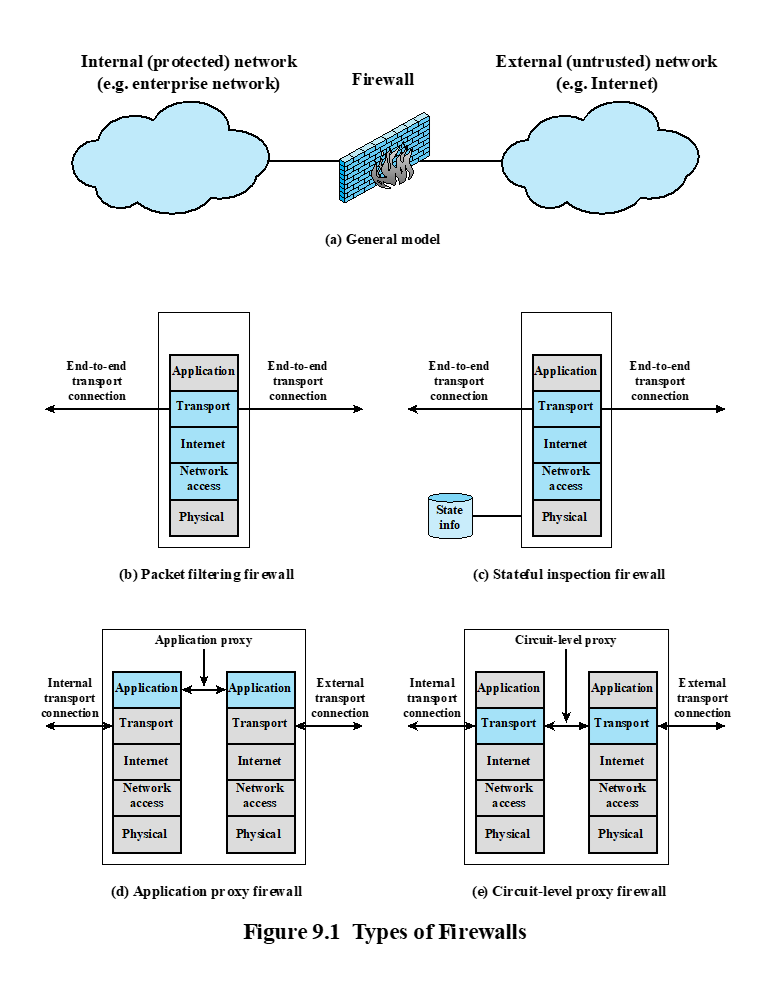 Internal (protected) network
(e.g. enterprise network)
Firewall
External (untrusted) network
(e.g. Internet)
(a) General model
End-to-end
transport
connection
End-to-end
transport
connection
Application
Transport
Internet
Network
access
Physical
(b) Packet filtering firewall
End-to-end
transport
connection
End-to-end
transport
connection
Application
Transport
Internet
Network
access
Physical
State
info
(c) Stateful inspection firewall
Application proxy
Internal
transport
connection
Application
Transport
Internet
Network
access
Physical
Application
Transport
Internet
Network
access
Physical
External
transport
connection
(d) Application proxy firewall
Circuit-level proxy
Internal
transport
connection
Application
Transport
Internet
Network
access
Physical
Application
Transport
Internet
Network
access
Physical
External
transport
connection
(e) Circuit-level proxy firewall
Figure 9.1 Types of Firewalls